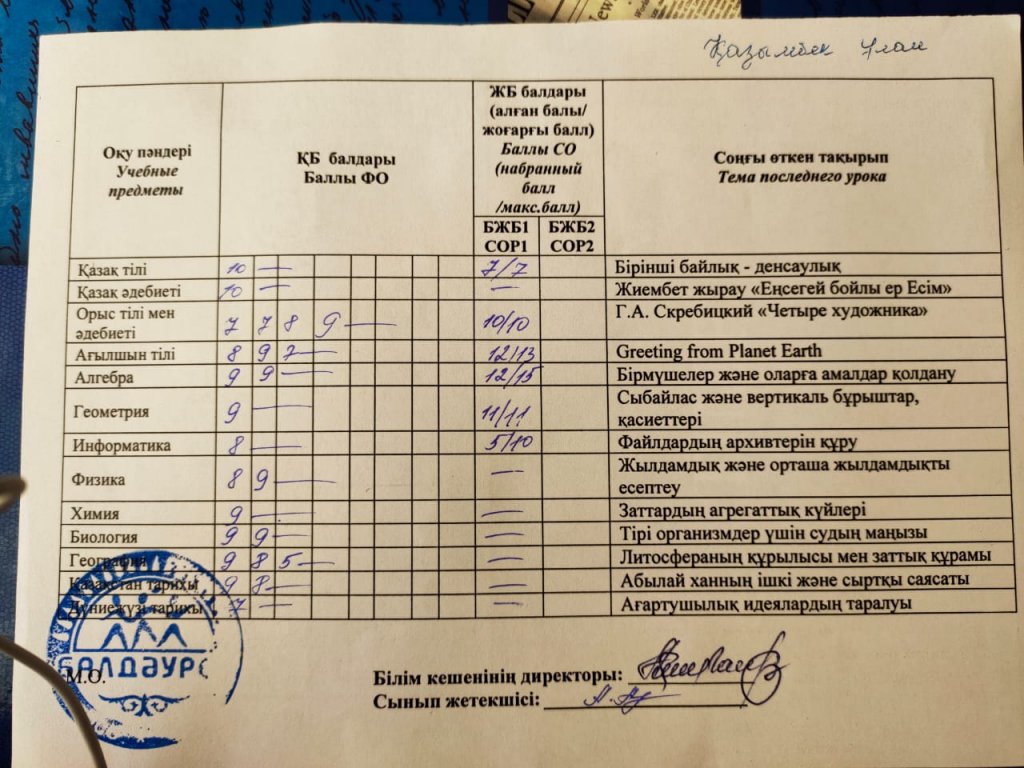 Қазымбек Ұлан
Оқу пәндері
Учебные
предметы
ҚБ балдары
Баллы ФО
ЖБ балдары
(алған балы/
жоғарғы балл)
Баллы СО
(набранный
балл
/макс.балл)
Соңғы өткен тақырып
Тема последнего урока
БЖБ1 БЖБ2
СОР1 СОР2
Қазақ тілі 10 — 7/7 Бірінші байлық - денсаулық
Қазақ әдебиеті 10 — — Жиембет жырау «Еңсегей бойлы ер Есім»
Орыс тілі мен
әдебиеті 7 7 8 9 — 10/10 Г.А. Скребицкий «Четыре художника»
Ағылшын тілі 8 9 7 — 12/13 Greeting from Planet Earth
Алгебра 9 9 — 12/15 Бірмүшелер және оларға амалдар қолдану
Геометрия 9 — 11/11 Сыбайлас және вертикаль бұрыштар,
қасиеттері
Информатика 8 — 5/10 Файлдардың архивтерін құру
Физика 8 9 — — Жылдамдық және орташа жылдамдықты
есептеу
Химия 9 — — Заттардың агрегаттық күйлері
Биология 9 9 — — Тірі организмдер үшін судың маңызы
География 9 8 5 — — Литосфераның құрылысы мен заттық құрамы
Қазақстан тарихы 9 8 — — Абылай ханның ішкі және сыртқы саясаты
Дүниежүзі тарихы 7 — — Ағартушылық идеялардың таралуы
БАЛДӘУРЕ
М.О.
Білім кешенінің директоры:
Сынып жетекшісі: